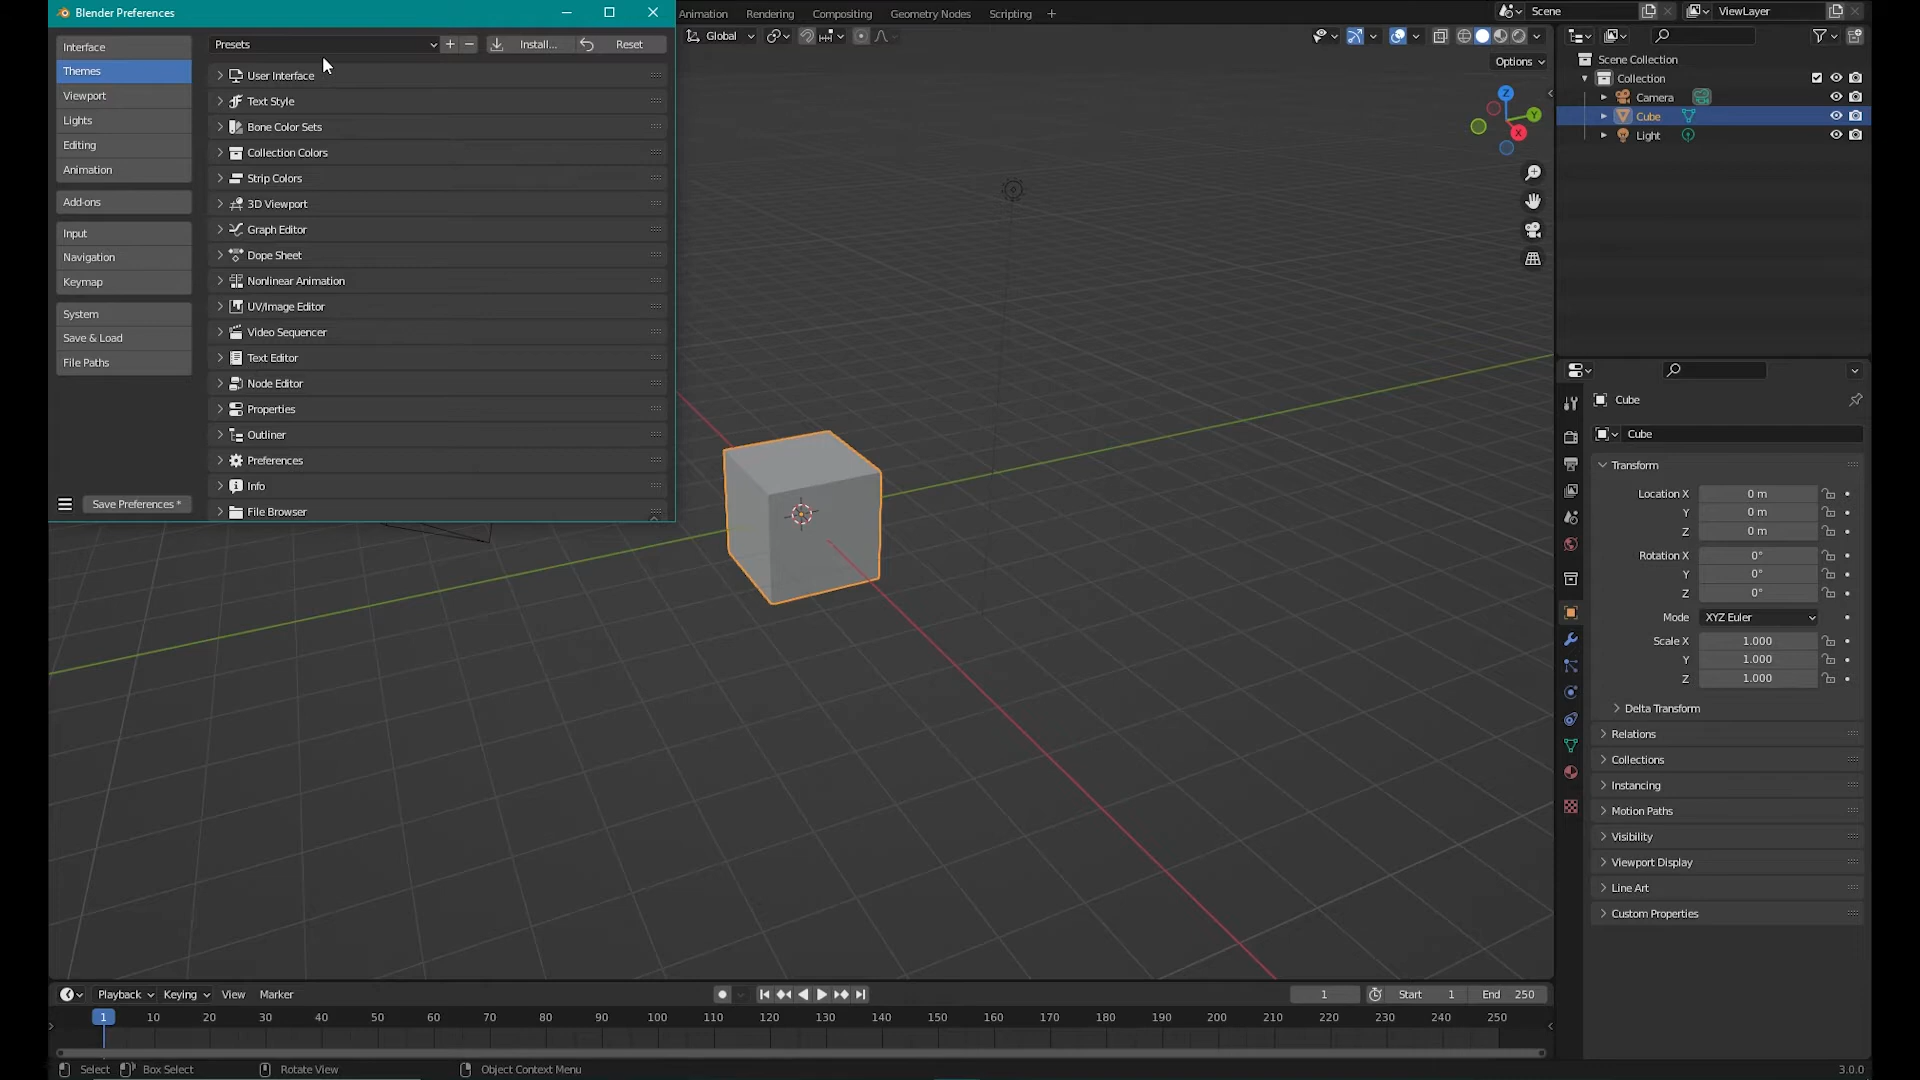 Blender Preferences
Animation Rendering Compositing Geometry Nodes Scripting
Scene ViewLayer
Interface
Themes
Viewport
Lights
Editing
Animation
Add-ons
Input
Navigation
Keymap
System
Save & Load
File Paths
Save Preferences *
Presets Install... Reset
User Interface
Text Style
Bone Color Sets
Collection Colors
Strip Colors
3D Viewport
Graph Editor
Dope Sheet
Nonlinear Animation
UV/Image Editor
Video Sequencer
Text Editor
Node Editor
Properties
Outliner
Preferences
Info
File Browser
Global
Options
Z
Y
X
Scene Collection
Collection
Camera
Cube
Light
Cube
Cube
Transform
Location X 0 m
Y 0 m
Z 0 m
Rotation X 0°
Y 0°
Z 0°
Mode XYZ Euler
Scale X 1.000
Y 1.000
Z 1.000
Delta Transform
Relations
Collections
Instancing
Motion Paths
Visibility
Viewport Display
Line Art
Custom Properties
Playback Keying View Marker 1 Start 1 End 250
1 10 20 30 40 50 60 70 80 90 100 110 120 130 140 150 160 170 180 190 200 210 220 230 240 250
Select Box Select Rotate View Object Context Menu 3.0.0